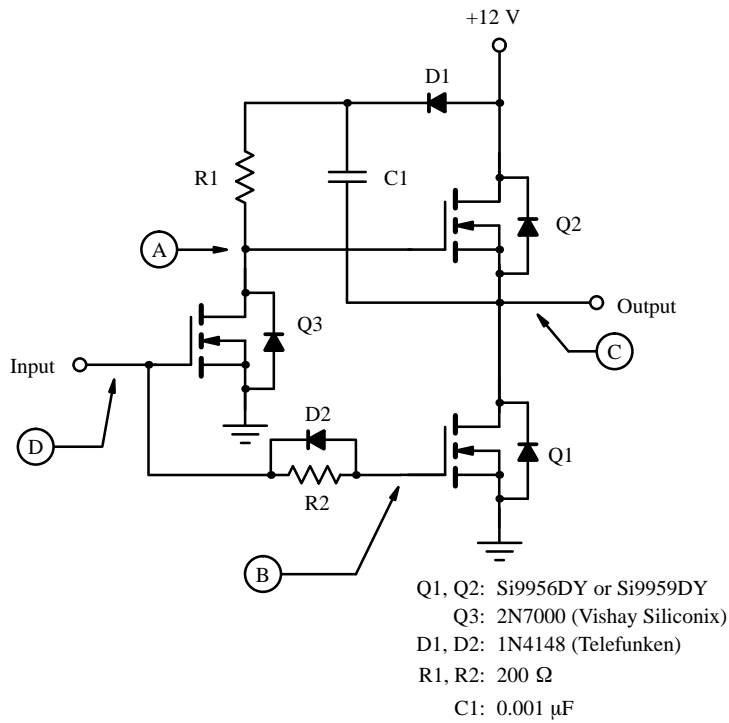 +12 V
D1
R1
C1
A
Q2
Output
Q3
Input
C
D2
D
Q1
R2
B
Q1, Q2: Si9956DY or Si9959DY
Q3: 2N7000 (Vishay Siliconix)
D1, D2: 1N4148 (Telefunken)
R1, R2: 200 Ω
C1: 0.001 μF